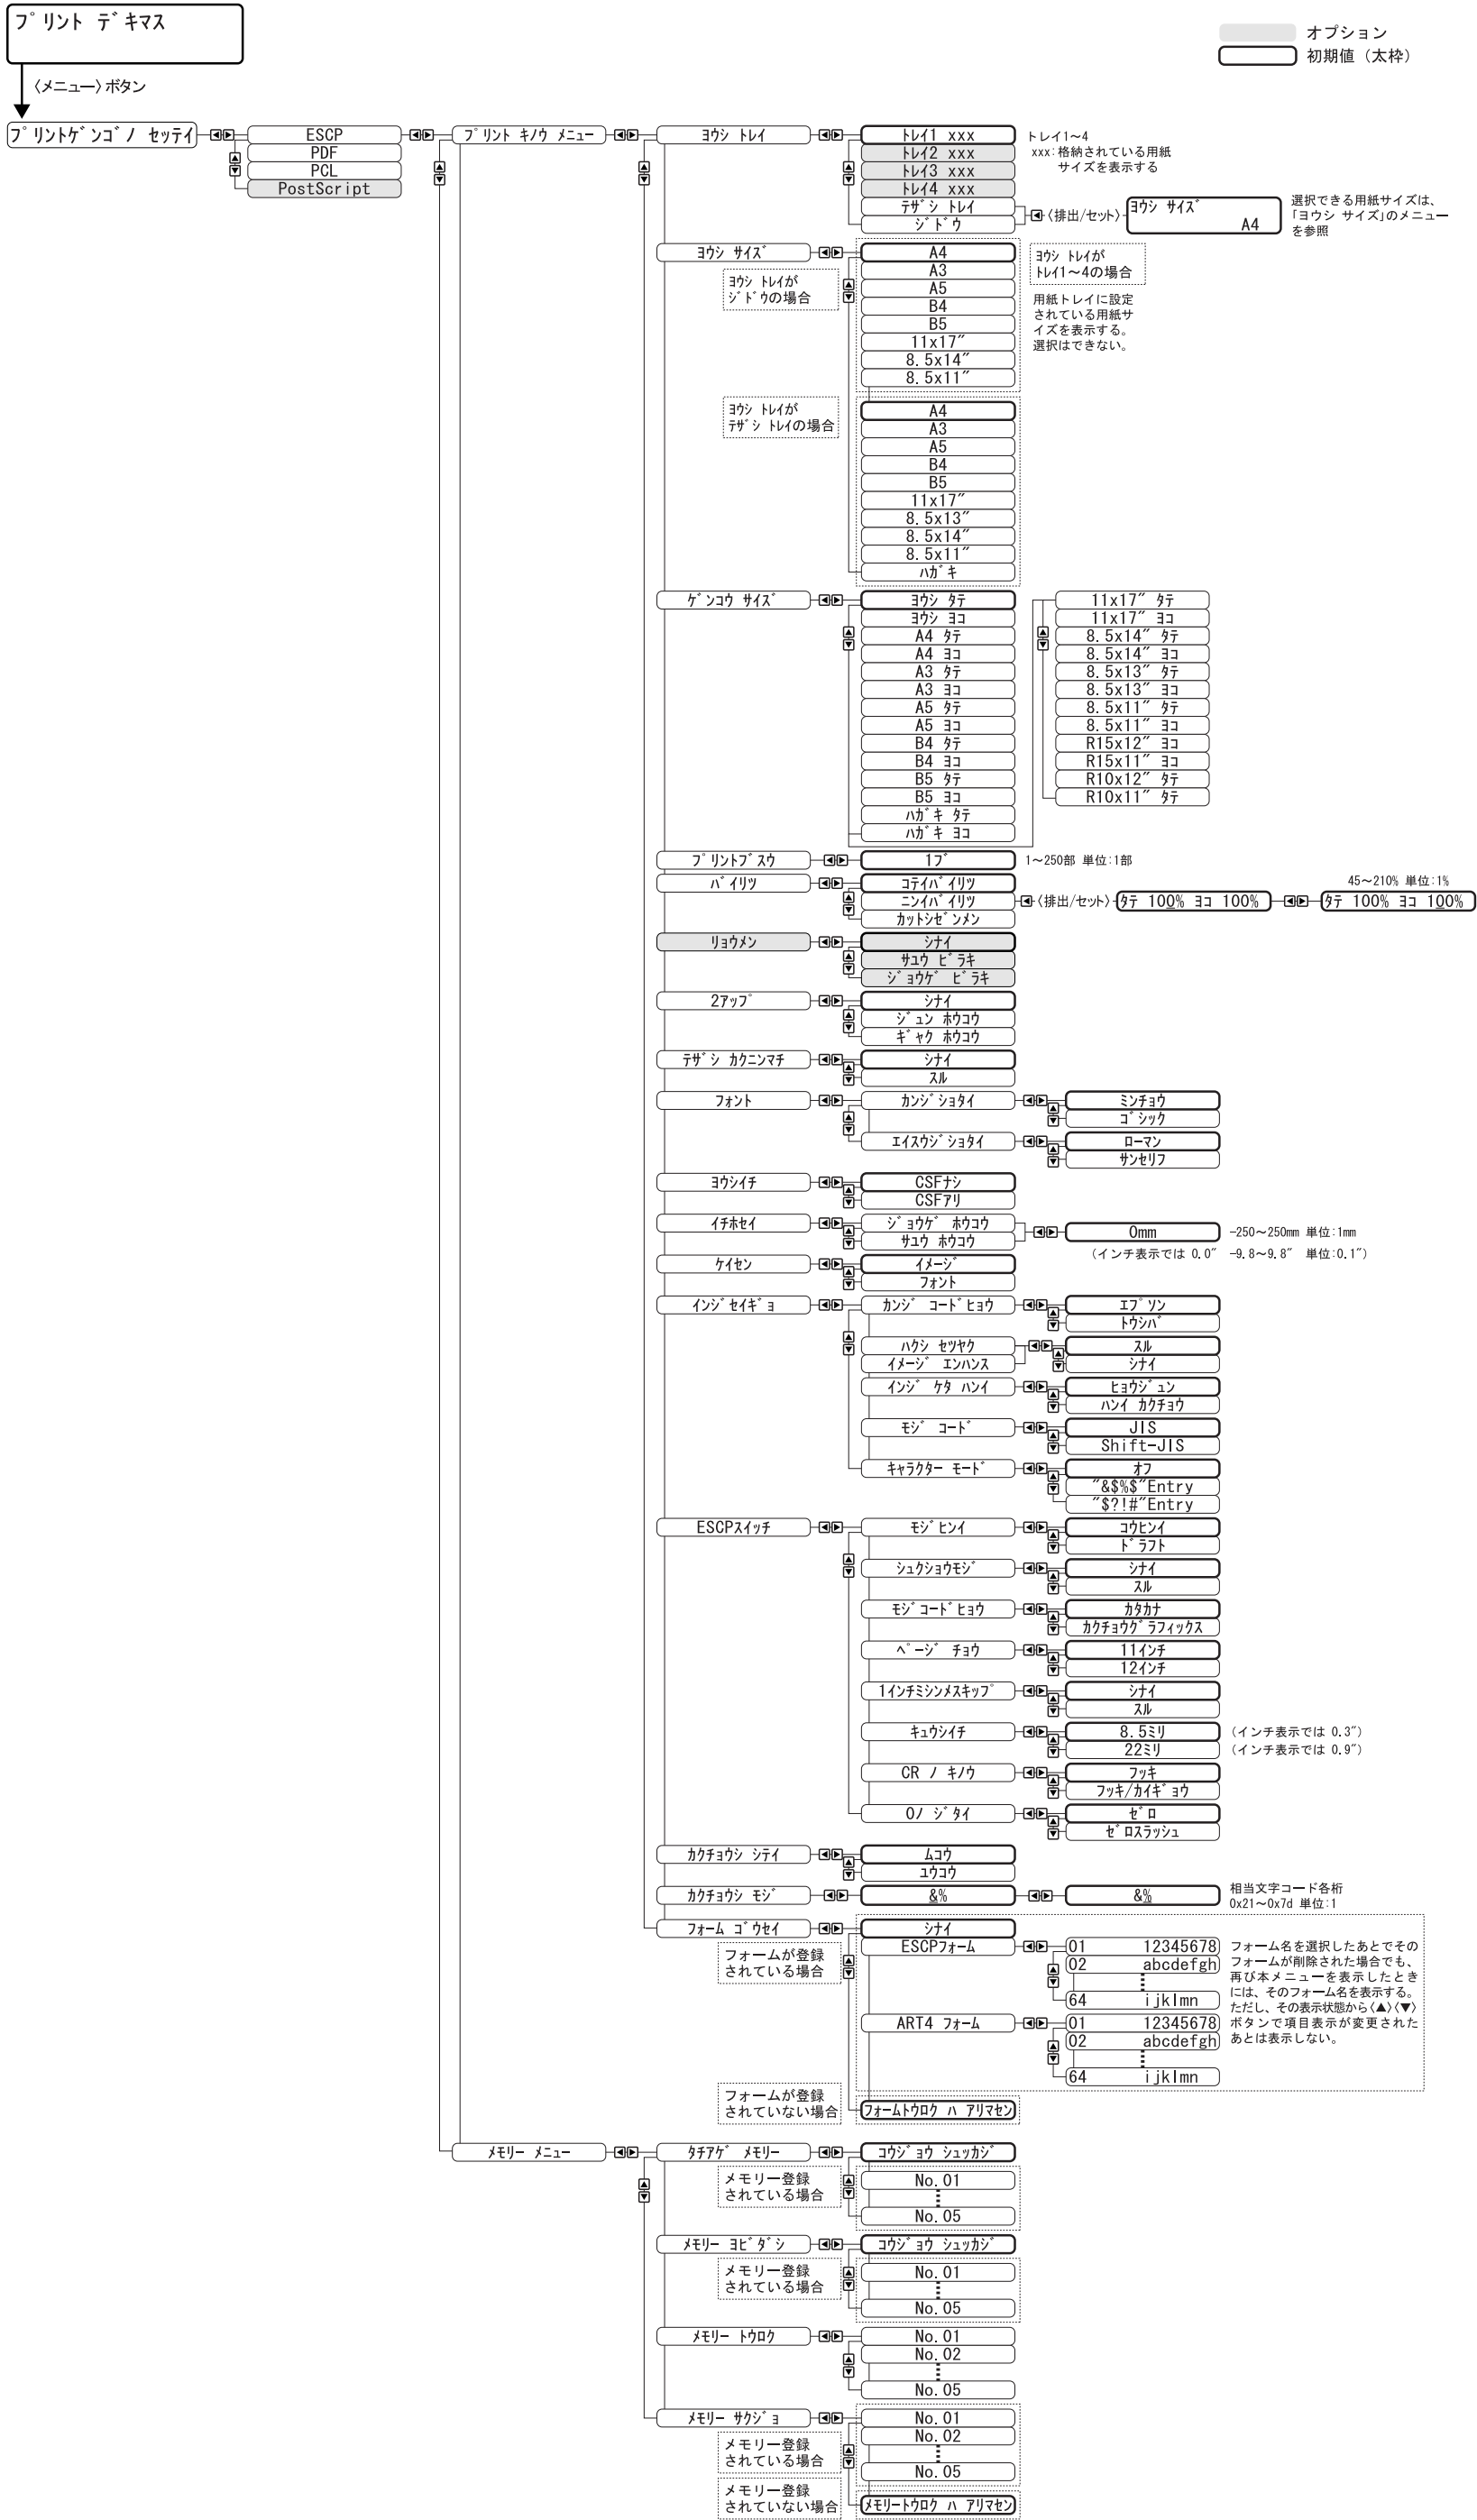 プリント デキマス
オプション
初期値（太枠）
〈メニュー〉ボタン
プリントゲンゴノ セッテイ
ESCP
PDF
PCL
PostScript
プリント キノウ メニュー
ヨウシ トレイ
トレイ1 xxx
トレイ2 xxx
トレイ3 xxx
トレイ4 xxx
テザシ トレイ
ジドウ
トレイ1～4
xxx：格納されている用紙
サイズを表示する
〈排出/セット〉
ヨウシ サイズ
A4
選択できる用紙サイズは、
「ヨウシ サイズ」のメニュー
を参照
ヨウシ サイズ
ヨウシ トレイが
ジドウの場合
A4
A3
A5
B4
B5
11x17″
8.5x14″
8.5x11″
ヨウシ トレイが
トレイ1～4の場合
用紙トレイに設定
されている用紙サ
イズを表示する。
選択はできない。
ヨウシ トレイが
テザシ トレイの場合
A4
A3
A5
B4
B5
11x17″
8.5x13″
8.5x14″
8.5x11″
ハガキ
ゲンコウ サイズ
ヨウシ タテ
ヨウシ ヨコ
A4 タテ
A4 ヨコ
A3 タテ
A3 ヨコ
A5 タテ
A5 ヨコ
B4 タテ
B4 ヨコ
B5 タテ
B5 ヨコ
ハガキ タテ
ハガキ ヨコ
11x17″ タテ
11x17″ ヨコ
8.5x14″ タテ
8.5x14″ ヨコ
8.5x13″ タテ
8.5x13″ ヨコ
8.5x11″ タテ
8.5x11″ ヨコ
R15x12″ ヨコ
R15x11″ ヨコ
R10x12″ タテ
R10x11″ タテ
プリントブスウ
1ブ
1～250部 単位：1部
バイリツ
コテイバイリツ
ニンイバイリツ
カットシゼンメン
〈排出/セット〉
タテ 100% ヨコ 100%
45～210% 単位：1%
タテ 100% ヨコ 100%
リョウメン
シナイ
サユウ ビラキ
ジョウゲ ビラキ
2アップ
シナイ
ジュン ホウコウ
ギャク ホウコウ
テザシ カクニンマチ
シナイ
スル
フォント
カンジショタイ
ミンチョウ
ゴシック
エイスウジショタイ
ローマン
サンセリフ
ヨウシイチ
CSFナシ
CSFアリ
イチホセイ
ジョウゲ ホウコウ
サユウ ホウコウ
0mm
-250～250mm 単位：1mm
（インチ表示では 0.0″ -9.8～9.8″ 単位：0.1″）
ケイセン
イメージ
フォント
インジセイギョ
カンジ コードヒョウ
エプソン
トウシバ
ハクシ セツヤク
イメージ エンハンス
スル
シナイ
インジ ケタ ハンイ
ヒョウジュン
ハンイ カクチョウ
モジ コード
JIS
Shift-JIS
キャラクター モード
オフ
"&$%$"Entry
"$?!#"Entry
ESCPスイッチ
モジヒンイ
コウヒンイ
ドラフト
シュクショウモジ
シナイ
スル
モジコードヒョウ
カタカナ
カクチョウグラフィックス
ページ チョウ
11インチ
12インチ
1インチミシンメスキップ
シナイ
スル
キュウシイチ
8.5ミリ
22ミリ
（インチ表示では 0.3″）
（インチ表示では 0.9″）
CR ノ キノウ
フッキ
フッキ/カイギョウ
0ノ ジタイ
ゼロ
ゼロスラッシュ
カクチョウシ シテイ
ムコウ
ユウコウ
カクチョウシ モジ
&%
&%
相当文字コード各桁
0x21～0x7d 単位：1
フォーム ゴウセイ
フォームが登録
されている場合
シナイ
ESCPフォーム
01 12345678
02 abcdefgh
64 ijklmn
フォーム名を選択したあとでその
フォームが削除された場合でも、
再び本メニューを表示したとき
には、そのフォーム名を表示する。
ただし、その表示状態から〈▲〉〈▼〉
ボタンで項目表示が変更された
あとは表示しない。
ART4 フォーム
01 12345678
02 abcdefgh
64 ijklmn
フォームが登録
されていない場合
フォームトウロク ハ アリマセン
メモリー メニュー
タチアゲ メモリー
コウジョウ シュッカジ
メモリー登録
されている場合
No.01
No.05
メモリー ヨビダシ
コウジョウ シュッカジ
メモリー登録
されている場合
No.01
No.05
メモリー トウロク
No.01
No.02
No.05
メモリー サクジョ
No.01
No.02
No.05
メモリー登録
されている場合
メモリー登録
されていない場合
メモリートウロク ハ アリマセン